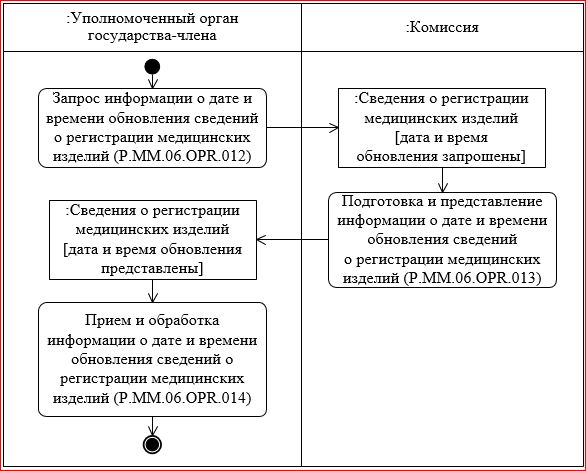 :Уполномоченный орган
государства-члена
:Комиссия
Запрос информации о дате и
времени обновления сведений
о регистрации медицинских
изделий (P.MM.06.OPR.012)
:Сведения о регистрации
медицинских изделий
[дата и время
обновления запрошены]
Подготовка и представление
информации о дате и времени
обновления сведений
о регистрации медицинских
изделий (P.MM.06.OPR.013)
:Сведения о регистрации
медицинских изделий
[дата и время обновления
представлены]
Прием и обработка
информации о дате и времени
обновления сведений о
регистрации медицинских
изделий (P.MM.06.OPR.014)